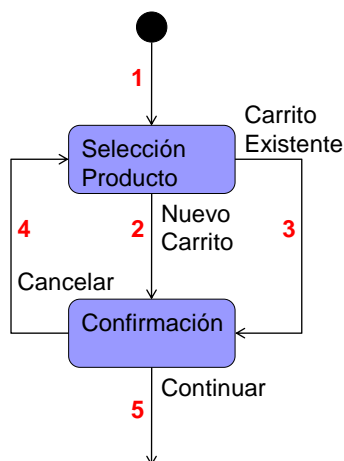 1
Carrito
Existente
Selección
Producto
4
2
Nuevo
Carrito
3
Cancelar
Confirmación
Continuar
5